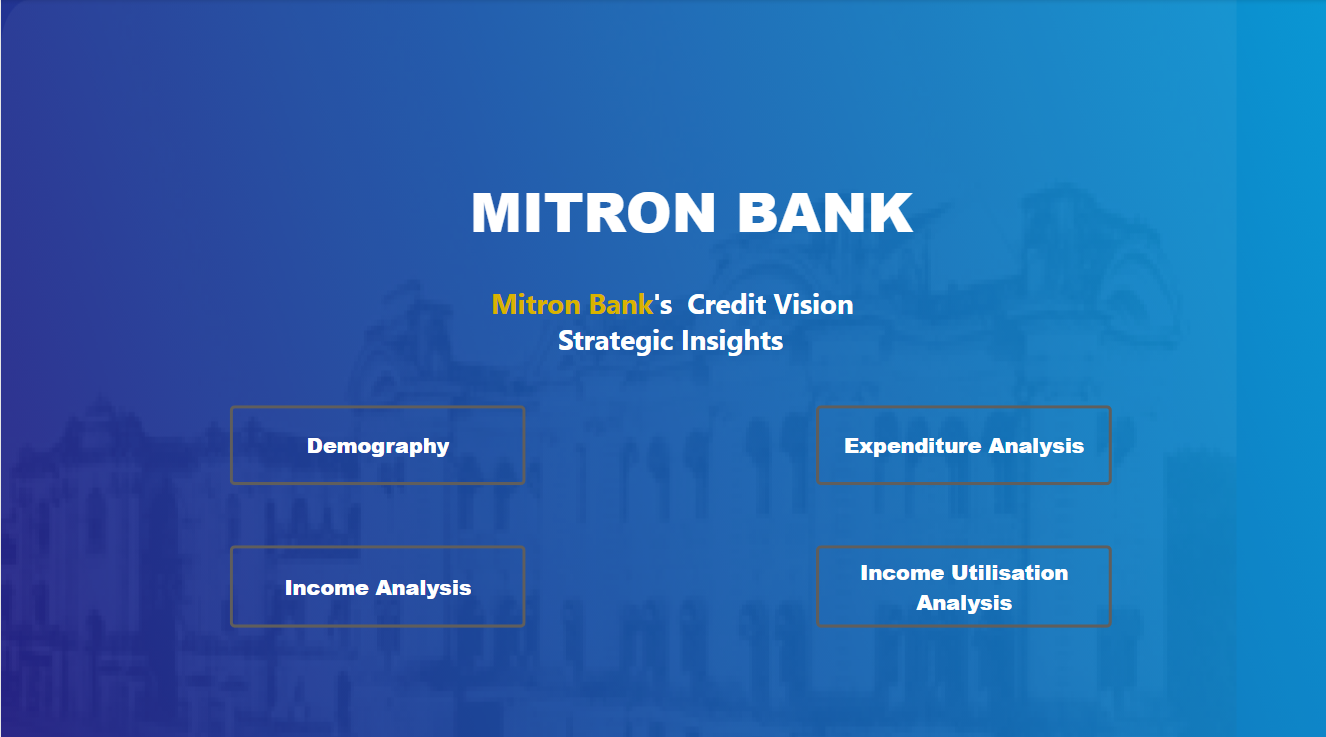 MITRON BANK
Mitron Bank's  Credit Vision
Strategic Insights
Demography
Expenditure Analysis
Income Analysis
Income Utilisation
Analysis